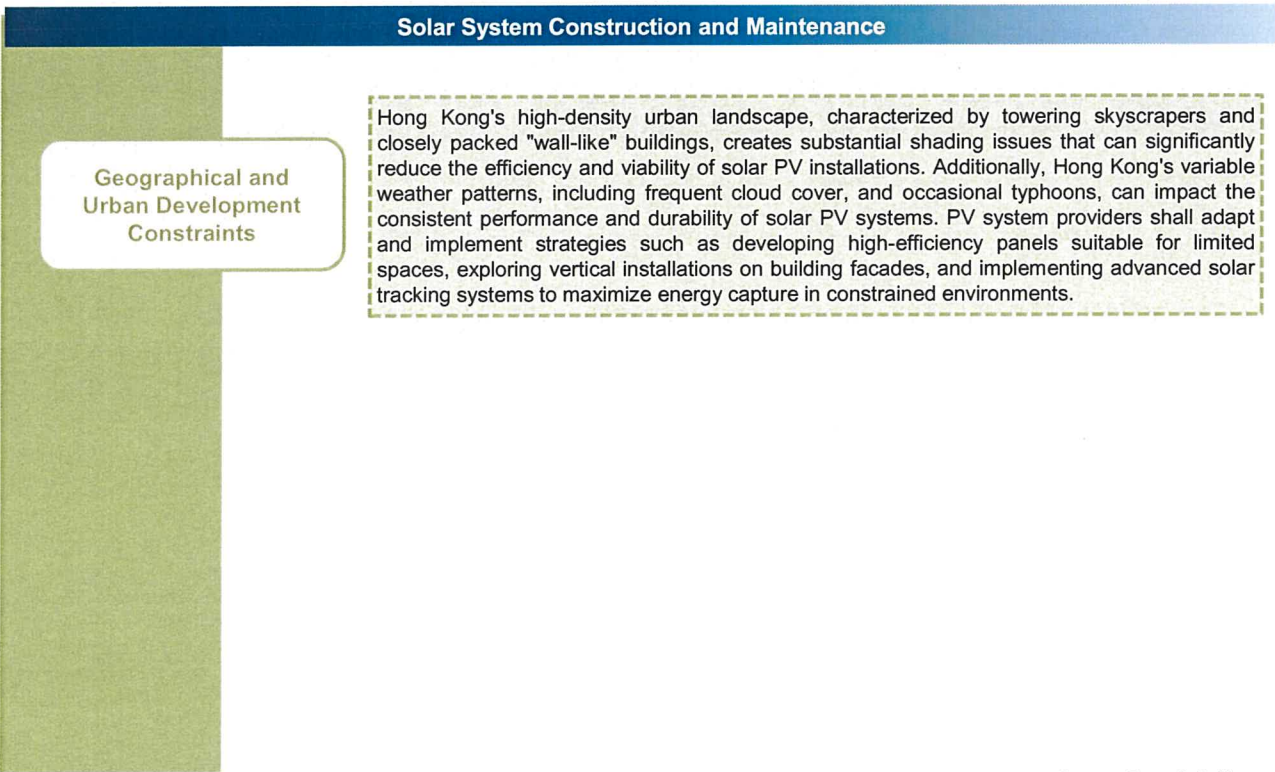 Solar System Construction and Maintenance
Geographical and
Urban Development
Constraints
Hong Kong's high-density urban landscape, characterized by towering skyscrapers and
closely packed "wall-like" buildings, creates substantial shading issues that can significantly
reduce the efficiency and viability of solar PV installations. Additionally, Hong Kong's variable
weather patterns, including frequent cloud cover, and occasional typhoons, can impact the
consistent performance and durability of solar PV systems. PV system providers shall adapt
and implement strategies such as developing high-efficiency panels suitable for limited
spaces, exploring vertical installations on building facades, and implementing advanced solar
tracking systems to maximize energy capture in constrained environments.